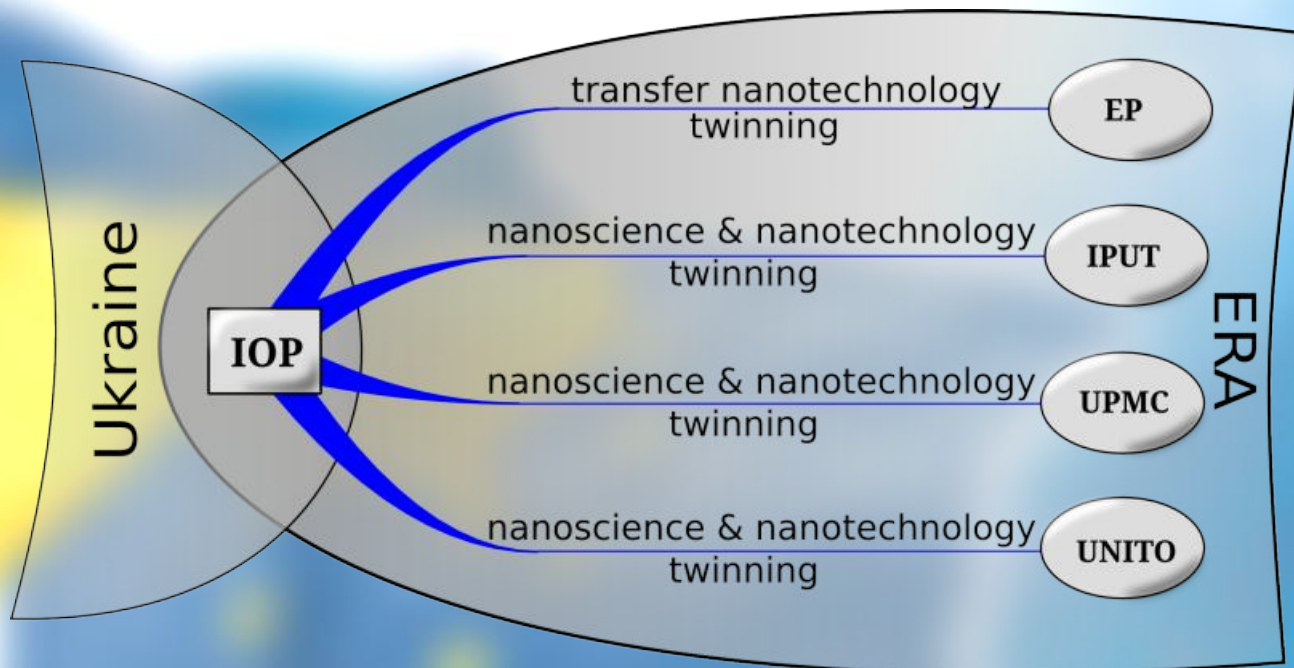 transfer nanotechnology
twinning
EP
nanoscience & nanotechnology
twinning
IPUT
Ukraine
IOP
ERA
nanoscience & nanotechnology
twinning
UPMC
nanoscience & nanotechnology
twinning
UNITO